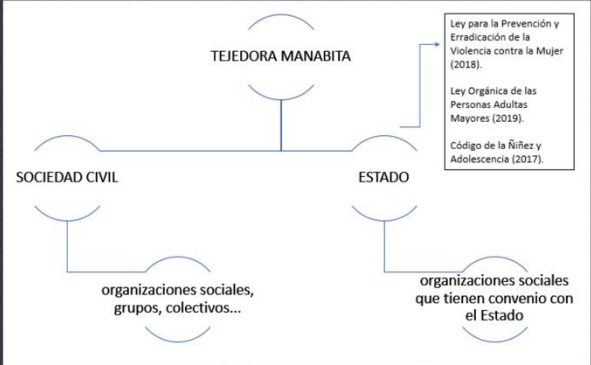 TEJEDORA MANABITA
Ley para la Prevención y
Erradicación de la
Violencia contra la Mujer
(2018).
Ley Orgánica de las
Personas Adultas
Mayores (2019).
Código de la Ñiñez y
Adolescencia (2017).
SOCIEDAD CIVIL
ESTADO
organizaciones sociales,
grupos, colectivos...
organizaciones sociales
que tienen convenio con
el Estado